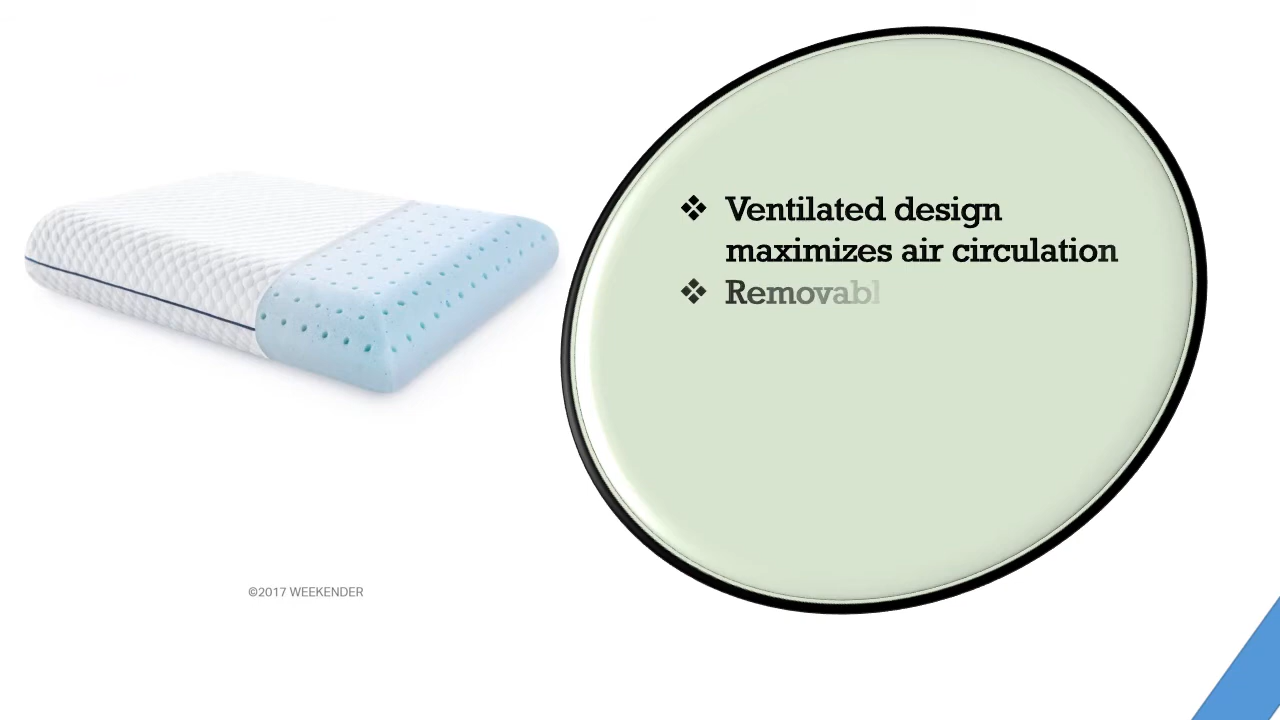 ❖ Ventilated design
maximizes air circulation
❖ Removabl
©2017 WEEKENDER